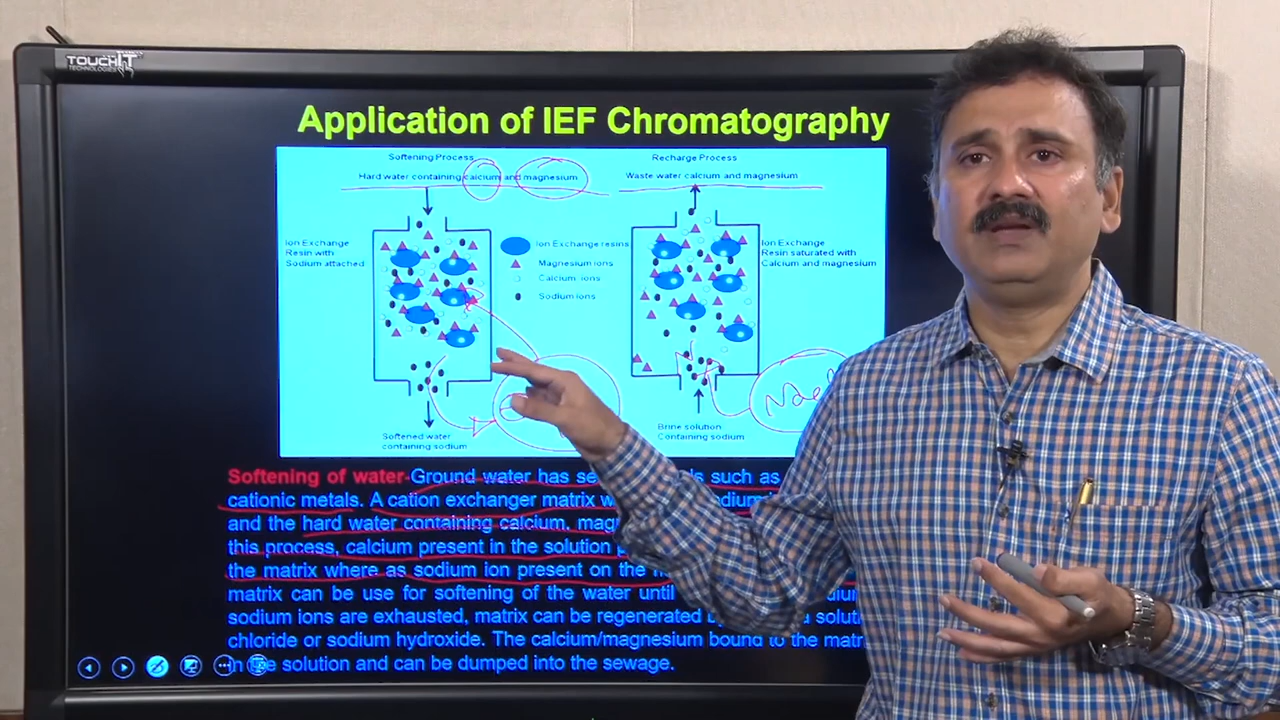 TOUCHIT
TECHNOLOGIES
Application of IEF Chromatography
Softening Process
Hard water containing calcium and magnesium
Recharge Process
Waste water calcium and magnesium
Ion Exchange
Resin with
Sodium attached
Ion Exchange resins
Magnesium ions
Calcium ions
Sodium ions
Ion Exchange
Resin saturated with
Calcium and magnesium
Softened water
containing sodium
Brine solution
Containing sodium
Softening of water-Ground water has such as
cationic metals. A cation exchanger matrix
and the hard water containing calcium,
this process, calcium present in the solution
the matrix where as sodium ion present on the
matrix can be use for softening of the water until
sodium ions are exhausted, matrix can be regenerated
chloride or sodium hydroxide. The calcium/magnesium bound to the
solution and can be dumped into the sewage.